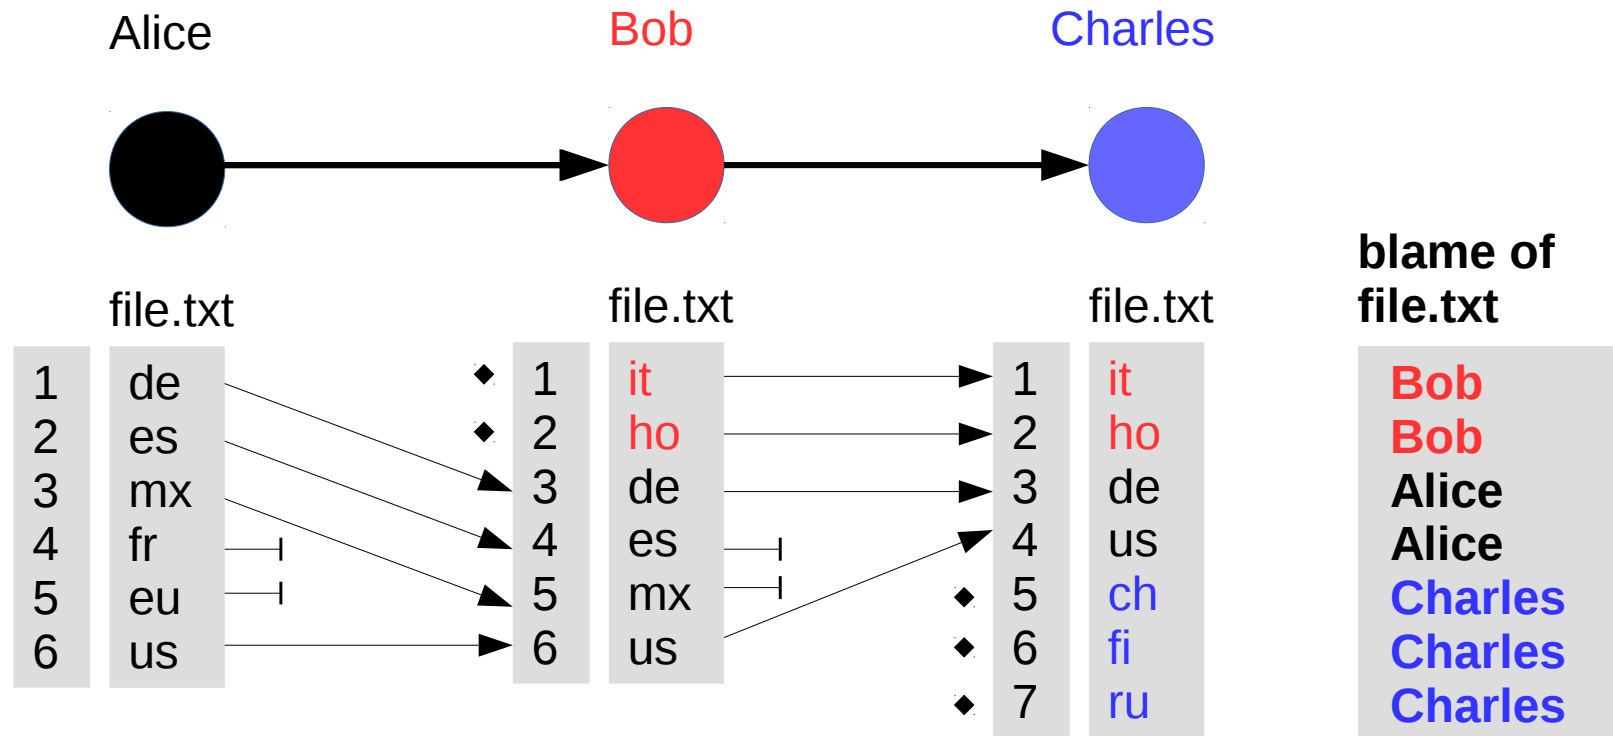 Alice Bob Charles
blame of
file.txt file.txt file.txt file.txt
1 de 1 it 1 it Bob
2 es 2 ho 2 ho Bob
3 mx 3 de 3 de Alice
4 fr 4 es 4 us Alice
5 eu 5 mx 5 ch Charles
6 us 6 us 6 fi Charles
7 ru Charles